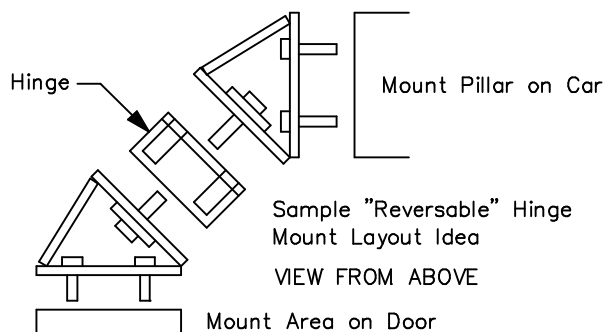 Hinge
Mount Pillar on Car
Sample "Reversable" Hinge
Mount Layout Idea
VIEW FROM ABOVE
Mount Area on Door